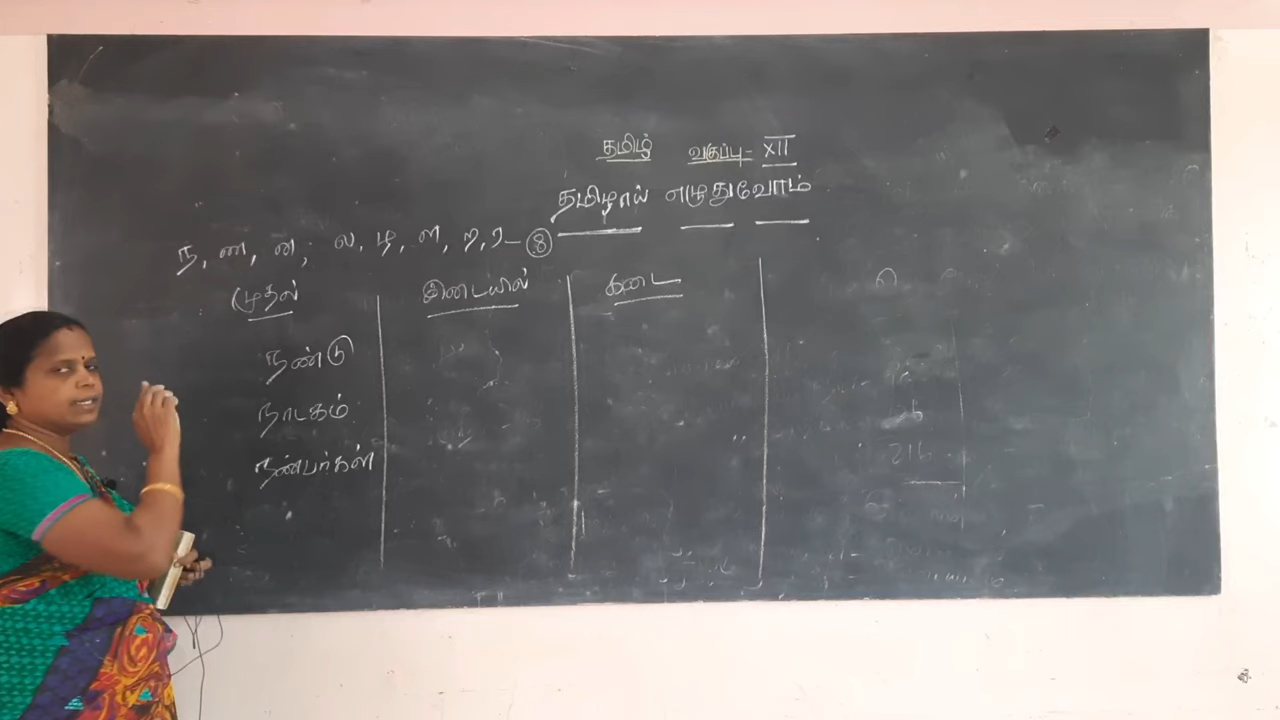 தமிழ் வகுப்பு:- XII
தமிழாய் எழுதுவோம்
ந, ண, ன, ல, ழ, ள, ற, ர - 8
முதல் இடையில் கடை
நண்டு
நாடகம்
நண்பர்கள்